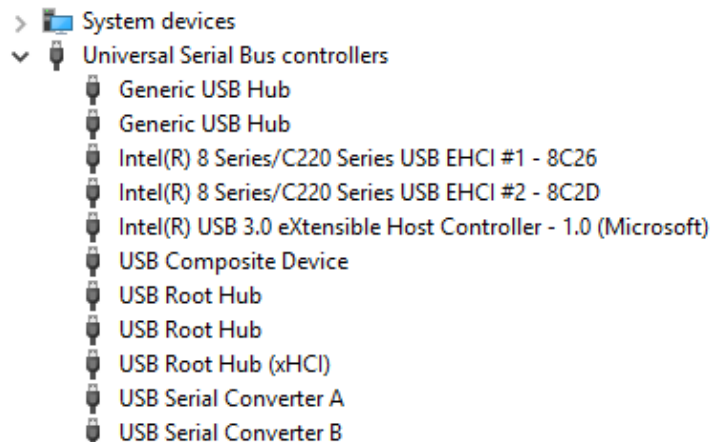 System devices
Universal Serial Bus controllers
Generic USB Hub
Generic USB Hub
Intel(R) 8 Series/C220 Series USB EHCI #1 - 8C26
Intel(R) 8 Series/C220 Series USB EHCI #2 - 8C2D
Intel(R) USB 3.0 eXtensible Host Controller - 1.0 (Microsoft)
USB Composite Device
USB Root Hub
USB Root Hub
USB Root Hub (xHCI)
USB Serial Converter A
USB Serial Converter B